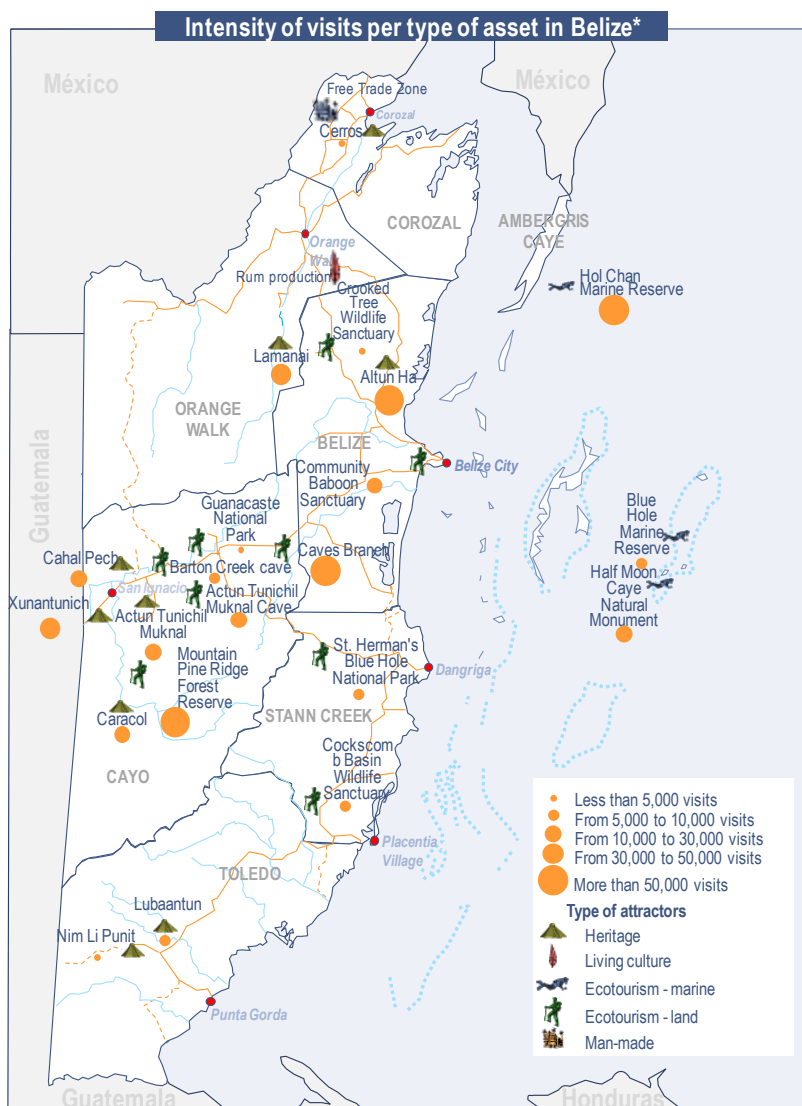 Intensity of visits per type of asset in Belize*
México
México
Free Trade Zone
Corozal
Cerros
COROZAL
AMBERGRIS
CAYE
Orange
Walk
Rum production
Hol Chan
Marine Reserve
Crooked
Tree
Wildlife
Sanctuary
Lamanai
Altun Ha
ORANGE
WALK
BELIZE
Belize City
Guatemala
Community
Baboon
Sanctuary
Guanacaste
National
Park
Blue
Hole
Marine
Reserve
Cahal Pech
Barton Creek cave
Caves Branch
Half Moon
Caye
Natural
Monument
San Ignacio
Xunantunich
Actun Tunichil
Muknal Cave
Actun Tunichil
Muknal
Mountain
Pine Ridge
Forest
Reserve
St. Herman's
Blue Hole
National Park
Dangriga
Caracol
STANN CREEK
CAYO
Cockscom
b Basin
Wildlife
Sanctuary
Placentia
Village
TOLEDO
Lubaantun
Nim Li Punit
Punta Gorda
Less than 5,000 visits
From 5,000 to 10,000 visits
From 10,000 to 30,000 visits
From 30,000 to 50,000 visits
More than 50,000 visits
Type of attractors
Heritage
Living culture
Ecotourism - marine
Ecotourism - land
Man-made
Guatemala
Honduras